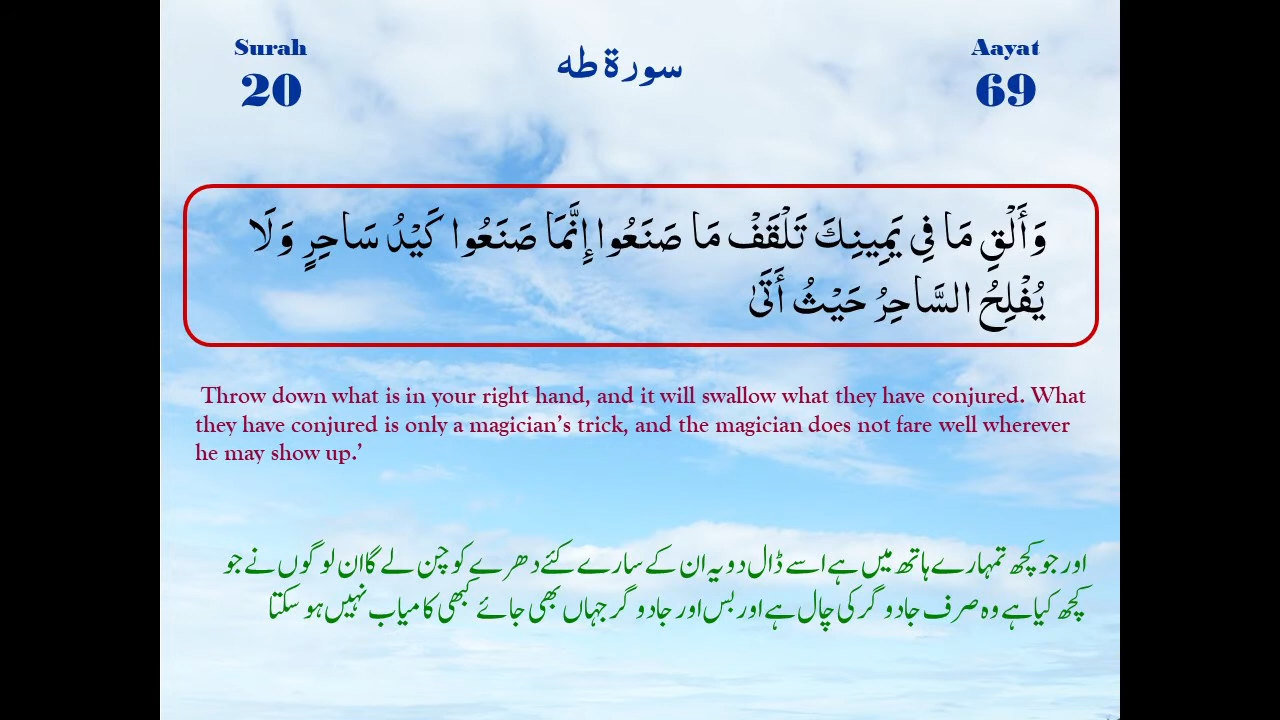 Surah
20
سورة طه
Aayat
69
وَأَلْقِ مَا فِي يَمِينِكَ تَلْقَفْ مَا صَنَعُوا إِنَّمَا صَنَعُوا كَيْدُ سَاحِرٍ وَلَا
يُفْلِحُ السَّاحِرُ حَيْثُ أَتَىٰ
Throw down what is in your right hand, and it will swallow what they have conjured. What
they have conjured is only a magician’s trick, and the magician does not fare well wherever
he may show up.’
اور جو کچھ تمہارے ہاتھ میں ہے اسے ڈال دو یہ ان کے سارے کئے دھرے کو چن لے گا ان لوگوں نے جو
کچھ کیا ہے وہ صرف جادو گر کی چال ہے اور بس اور جادو گر جہاں بھی جائے کبھی کامیاب نہیں ہو سکتا